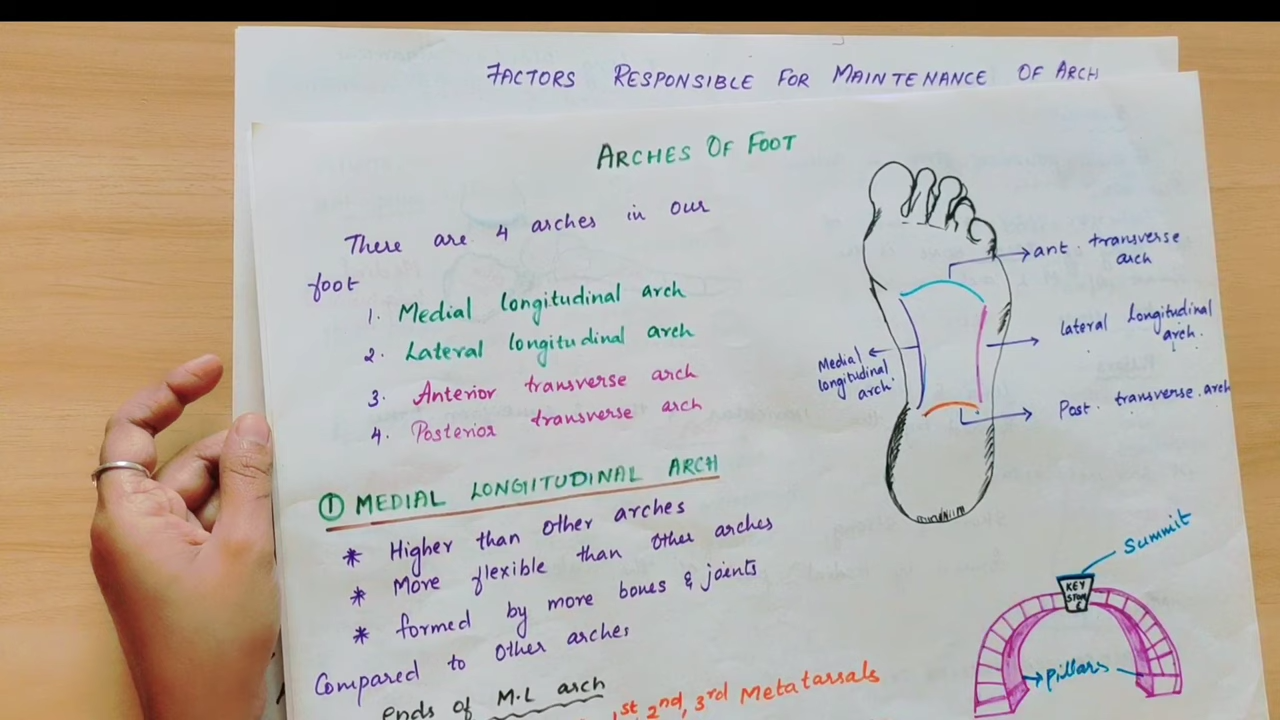 FACTORS RESPONSIBLE FOR MAINTENANCE OF ARCH
ARCHES OF FOOT
There are 4 arches in our
foot
1. Medial longitudinal arch
2. Lateral longitudinal arch
3. Anterior transverse arch
4. Posterior transverse arch
ant. transverse
arch
Lateral Longitudinal
arch.
Medial
longitudinal
arch.
Post. transverse arch
① MEDIAL LONGITUDINAL ARCH
* Higher than other arches
* More flexible than other arches
* formed by more bones & joints
Compared to other arches
ends of M.L arch
1st 2nd, 3rd Metatarsals
Summit
KEY
STON
E
pillars